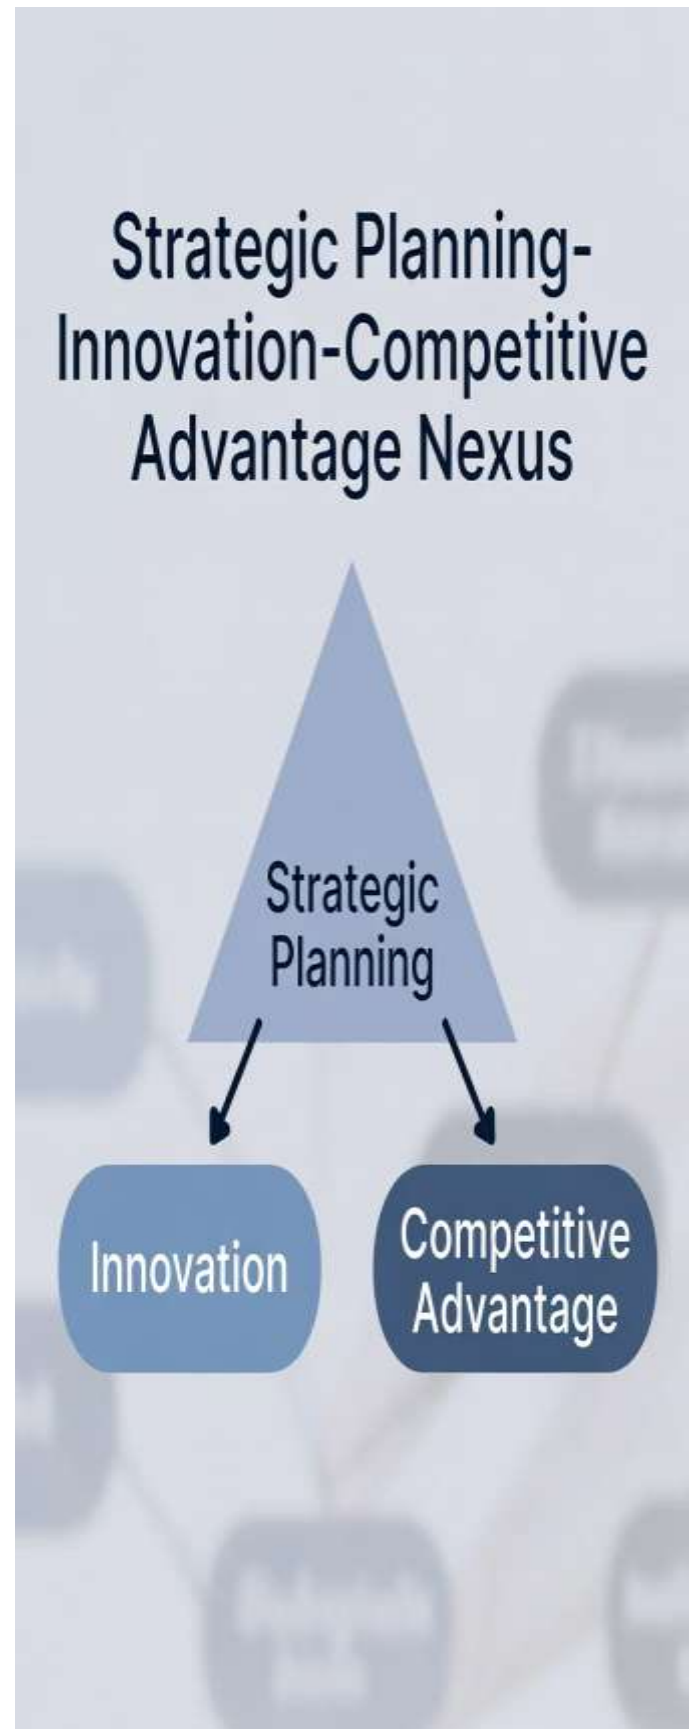 Strategic Planning-
Innovation-Competitive
Advantage Nexus
Strategic
Planning
Innovation
Competitive
Advantage